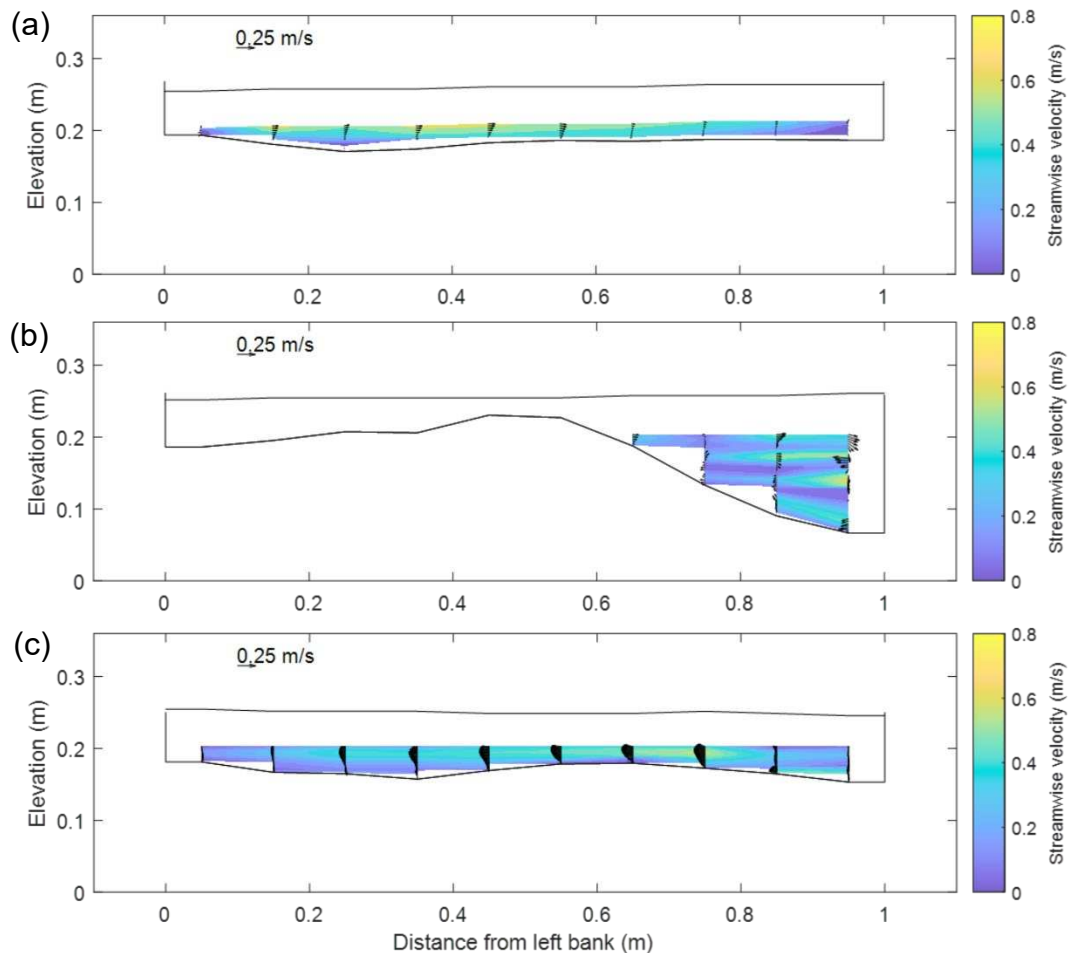 (a)
0.25 m/s
0.3
0.2
0.1
0
Elevation (m)
0 0.2 0.4 0.6 0.8 1
0.8
0.6
0.4
0.2
0
Streamwise velocity (m/s)
(b)
0.25 m/s
0.3
0.2
0.1
0
Elevation (m)
0 0.2 0.4 0.6 0.8 1
0.8
0.6
0.4
0.2
0
Streamwise velocity (m/s)
(c)
0.25 m/s
0.3
0.2
0.1
0
Elevation (m)
0 0.2 0.4 0.6 0.8 1
Distance from left bank (m)
0.8
0.6
0.4
0.2
0
Streamwise velocity (m/s)